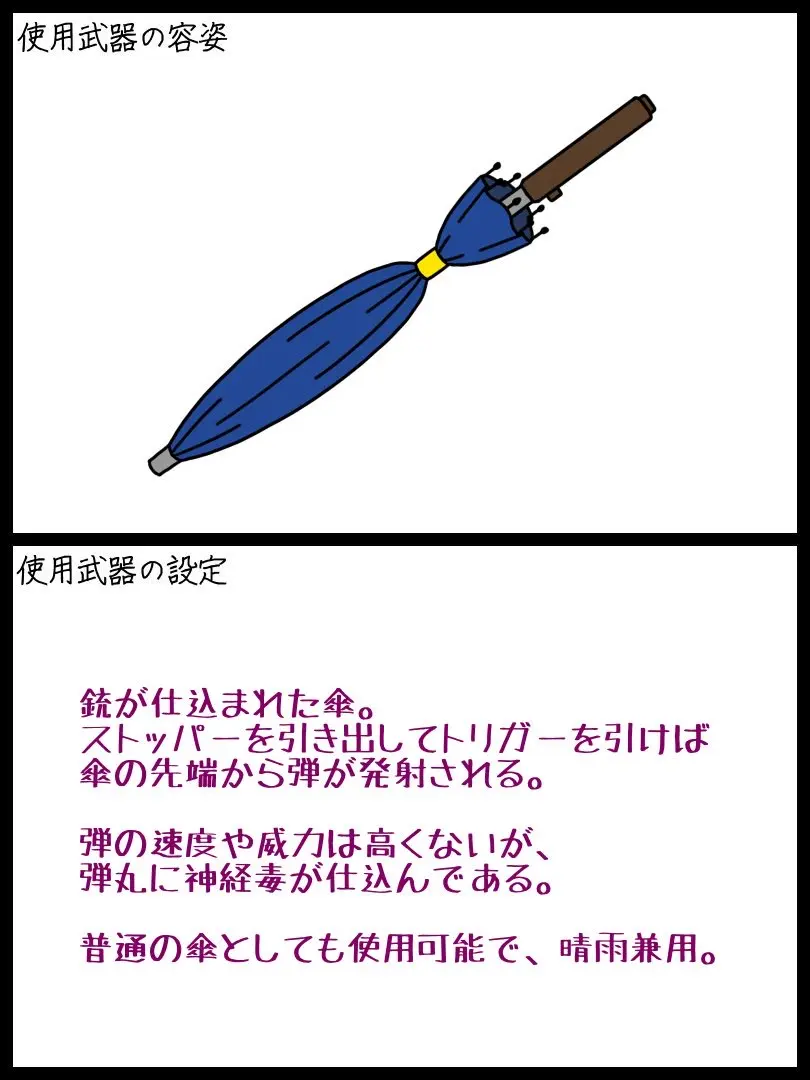 使用武器の容姿
使用武器の設定
銃が仕込まれた傘。
ストッパーを引き出してトリガーを引けば
傘の先端から弾が発射される。
弾の速度や威力は高くないが、
弾丸に神経毒が仕込んである。
普通の傘としても使用可能で、晴雨兼用。